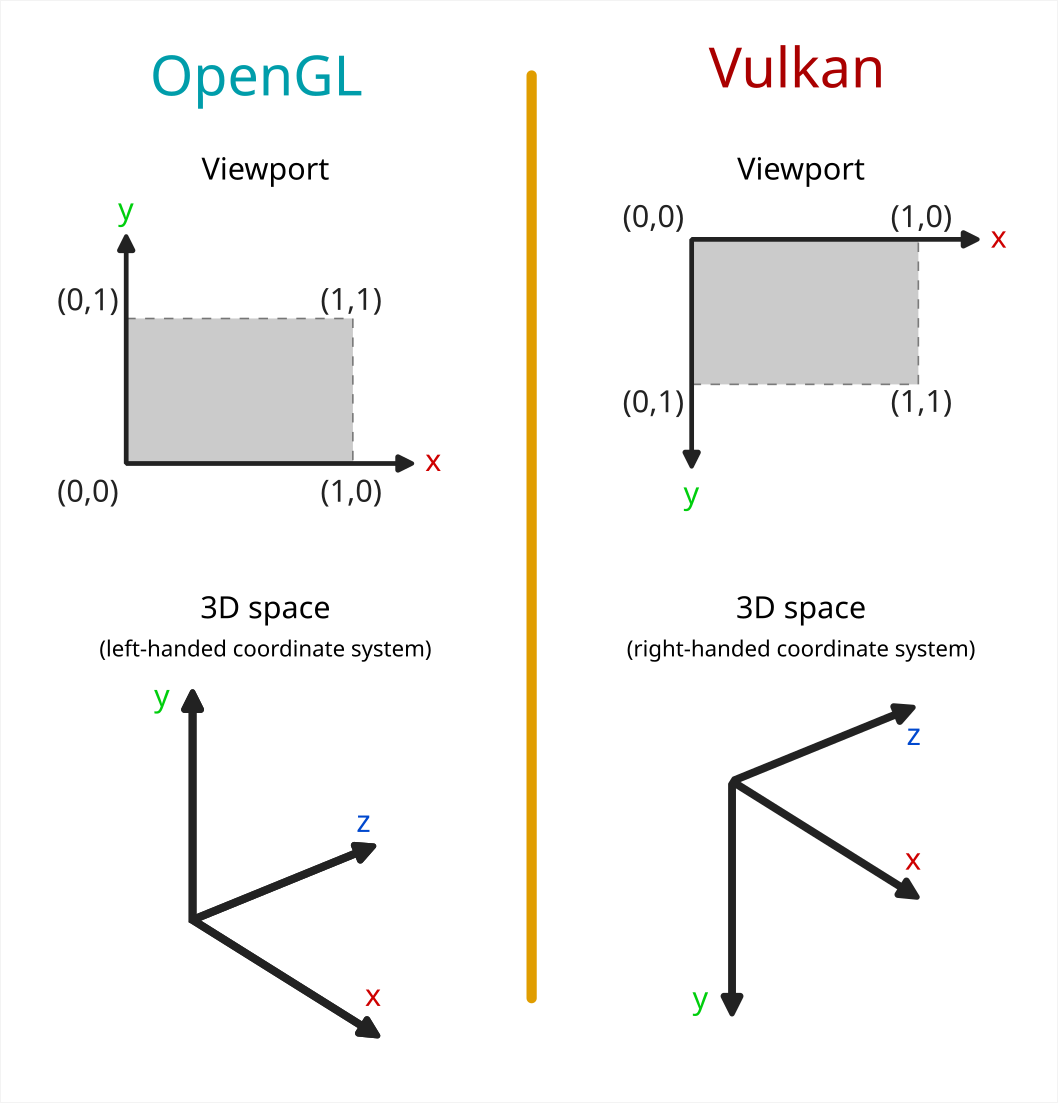 OpenGL
Viewport
y
(0,1)
(1,1)
x
(0,0)
(1,0)
3D space
(left-handed coordinate system)
y
z
x
Vulkan
Viewport
(0,0)
(1,0)
x
(0,1)
(1,1)
y
3D space
(right-handed coordinate system)
z
x
y